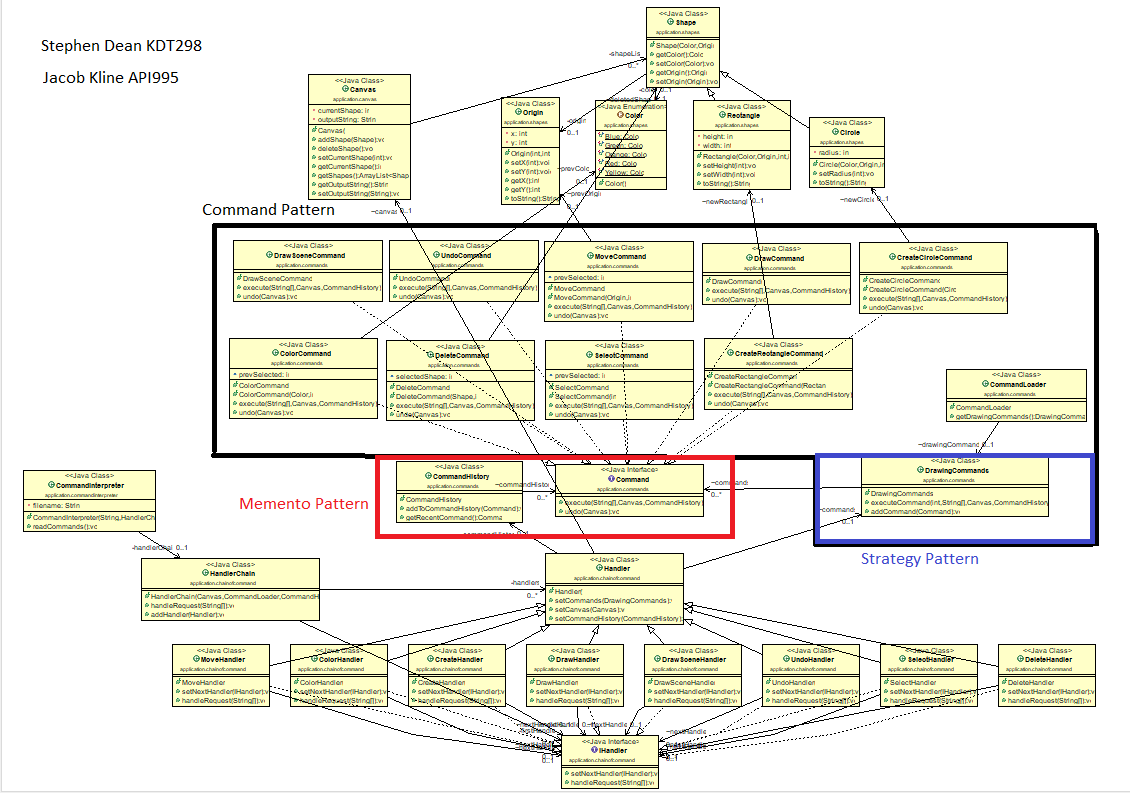 Stephen Dean KDT298
Jacob Kline API995
<<Java Class>>
Shape
application.shapes
Shape(Color,Origi
getColor():Colc
setColor(Color):vo
getOrigin():Origi
setOrigin(Origin):vo
-shapeLis
0..*
<<Java Class>>
Canvas
application.canvas
currentShape: ir
outputString: Strin
Canvas(
addShape(Shape):vc
deleteShape():vo
setCurrentShape(int):vc
getCurrentShape():i
getShapes():ArrayList<Shap
getOutputString():Strin
setOutputString(String):vc
<<Java Class>>
Origin
application.shapes
x: int
y: int
Origin(int,int
setX(int):voi
setY(int):voi
getX():int
getY():int
toString():Strin
<<Java Enumeration>
Color
application.shapes
Blue: Colo
Green: Colo
Orange: Colo
Red: Colo
Yellow: Colo
Color()
<<Java Class>>
Rectangle
application.shapes
height: in
width: int
Rectangle(Color,Origin,int,i
setHeight(int):vo
setWidth(int):voi
toString():Strin
<<Java Class>>
Circle
application.shapes
radius: in
Circle(Color,Origin,ir
setRadius(int):vo
toString():Strin
-origin
0..1
~prevColo
0..1
~prevOrigi
0..1
~canvas 0..1
~newRectangl 0..1
~newCircle 0..1
Command Pattern
<<Java Class>>
DrawSceneCommand
application.commands
DrawSceneCommand
execute(String[],Canvas,CommandHistory)
undo(Canvas):vc
<<Java Class>>
UndoCommand
application.commands
UndoCommand
execute(String[],Canvas,CommandHistory)
undo(Canvas):vc
<<Java Class>>
MoveCommand
application.commands
prevSelected: ir
MoveCommand
MoveCommand(Origin,ir
execute(String[],Canvas,CommandHistory)
undo(Canvas):vc
<<Java Class>>
DrawCommand
application.commands
DrawCommand
execute(String[],Canvas,CommandHistory)
undo(Canvas):vc
<<Java Class>>
CreateCircleCommand
application.commands
CreateCircleCommand
CreateCircleCommand(Circ
execute(String[],Canvas,CommandHistory)
undo(Canvas):vc
<<Java Class>>
ColorCommand
application.commands
prevSelected: ir
ColorCommand
ColorCommand(Color,ir
execute(String[],Canvas,CommandHistory)
undo(Canvas):vc
<<Java Class>>
DeleteCommand
application.commands
selectedShape: ir
DeleteCommand
DeleteCommand(Shape,i
execute(String[],Canvas,CommandHistory)
undo(Canvas):vc
<<Java Class>>
SelectCommand
application.commands
prevSelected: ir
SelectCommand
SelectCommand(in
execute(String[],Canvas,CommandHistory)
undo(Canvas):vc
<<Java Class>>
CreateRectangleCommand
application.commands
CreateRectangleComman
CreateRectangleCommand(Rectan
execute(String[],Canvas,CommandHistory)
undo(Canvas):vc
<<Java Class>>
CommandLoader
application.commands
CommandLoader
getDrawingCommands():DrawingComma
~drawingCommand 0..1
<<Java Class>>
CommandInterpreter
application.commandinterpreter
filename: Strin
CommandInterpreter(String,HandlerCh
readCommands():vc
Memento Pattern
<<Java Class>>
CommandHistory
application.commands
CommandHistory
addToCommandHistory(Command):
getRecentCommand():Comma
~commandHisto
0..*
<<Java Interface>>
Command
application.commands
execute(String[],Canvas,CommandHistory)
undo(Canvas):vc
~commands
0..*
<<Java Class>>
DrawingCommands
application.commands
DrawingCommands
executeCommand(int,String[],Canvas,CommandHistory
addCommand(Command):vc
~command
0..1
Strategy Pattern
-handlerChai 0..1
<<Java Class>>
HandlerChain
application.chainofcommand
HandlerChain(Canvas,CommandLoader,CommandH
handleRequest(String[]):vc
addHandler(Handler):vc
-handlers
0..*
<<Java Class>>
Handler
application.chainofcommand
Handler(
setCommands(DrawingCommands):
setCanvas(Canvas):v
setCommandHistory(CommandHistory):
<<Java Class>>
MoveHandler
application.chainofcommand
MoveHandler
setNextHandler(IHandler):v
handleRequest(String[]):vc
<<Java Class>>
ColorHandler
application.chainofcommand
ColorHandler
setNextHandler(IHandler):v
handleRequest(String[]):vc
<<Java Class>>
CreateHandler
application.chainofcommand
CreateHandler
setNextHandler(IHandler):v
handleRequest(String[]):vc
<<Java Class>>
DrawHandler
application.chainofcommand
DrawHandler
setNextHandler(IHandler):v
handleRequest(String[]):vc
<<Java Class>>
DrawSceneHandler
application.chainofcommand
DrawSceneHandler
setNextHandler(IHandler):v
handleRequest(String[]):vc
<<Java Class>>
UndoHandler
application.chainofcommand
UndoHandler
setNextHandler(IHandler):v
handleRequest(String[]):vc
<<Java Class>>
SelectHandler
application.chainofcommand
SelectHandler
setNextHandler(IHandler):v
handleRequest(String[]):vc
<<Java Class>>
DeleteHandler
application.chainofcommand
DeleteHandler
setNextHandler(IHandler):v
handleRequest(String[]):vc
~nextHandle
0..1
<<Java Interface>>
IHandler
application.chainofcommand
setNextHandler(IHandler):v
handleRequest(String[]):vc